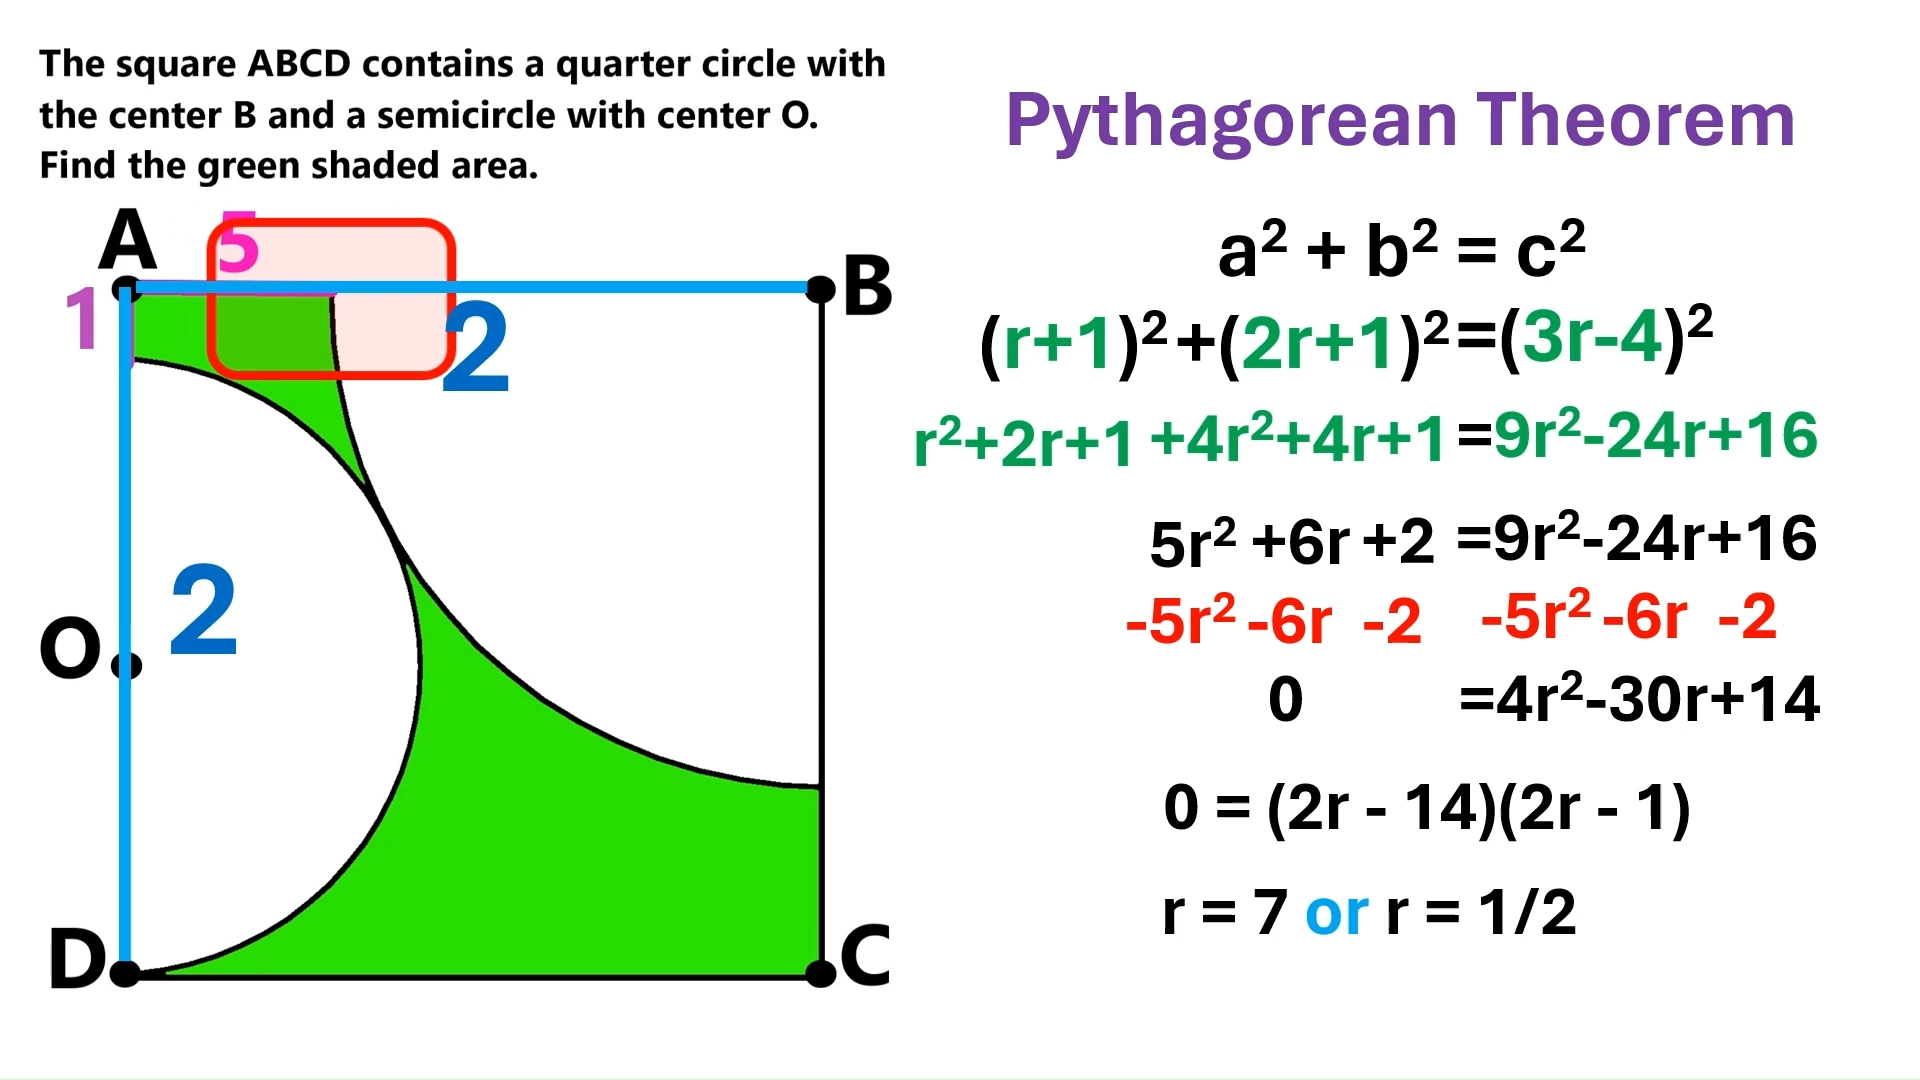 The square ABCD contains a quarter circle with
the center B and a semicircle with center O.
Find the green shaded area.
A
5
B
1
2
2
O
D
C
Pythagorean Theorem
a² + b² = c²
(r+1)²+(2r+1)²=(3r-4)²
r²+2r+1 +4r²+4r+1=9r²-24r+16
5r² +6r +2 =9r²-24r+16
-5r² -6r -2 -5r² -6r -2
0 =4r²-30r+14
0 = (2r - 14)(2r - 1)
r = 7 or r = 1/2